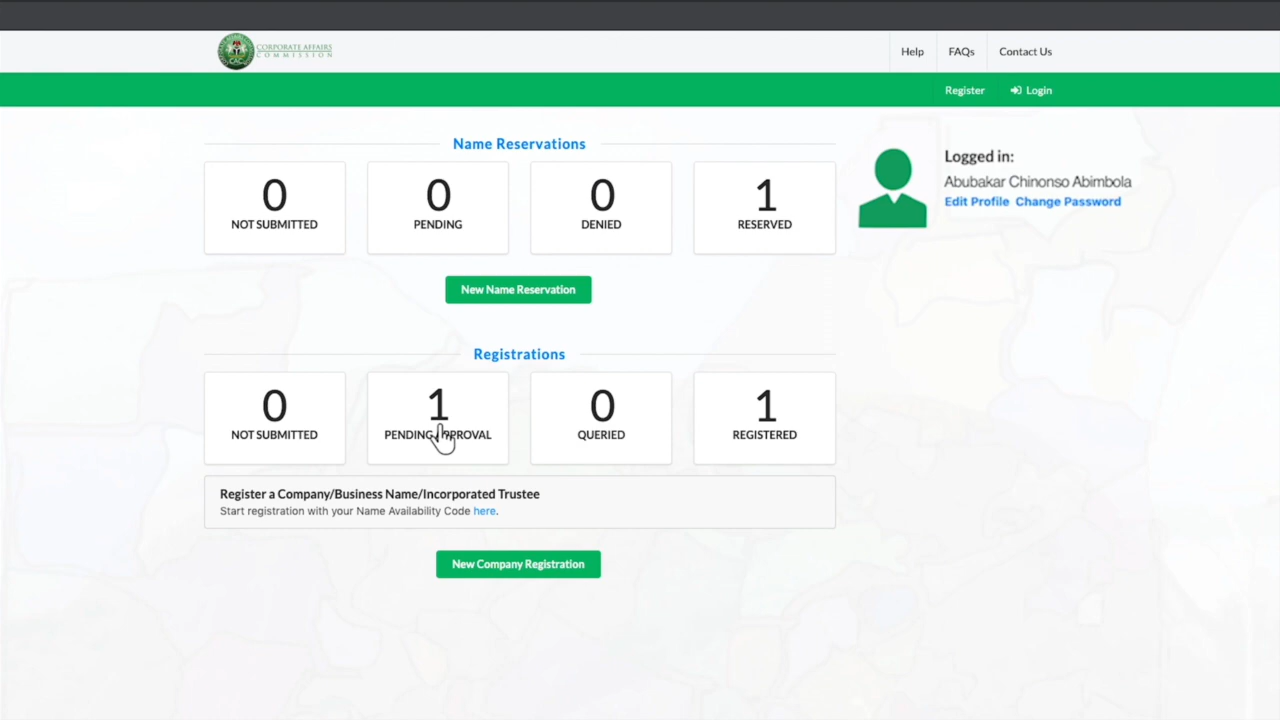 CORPORATE AFFAIRS
COMMISSION
Help FAQs Contact Us
Register Login
Name Reservations
0 0 0 1
NOT SUBMITTED PENDING DENIED RESERVED
Logged in:
Abubakar Chinonso Abimbola
Edit Profile Change Password
New Name Reservation
Registrations
0 1 0 1
NOT SUBMITTED PENDING APPROVAL QUERIED REGISTERED
Register a Company/Business Name/Incorporated Trustee
Start registration with your Name Availability Code here.
New Company Registration